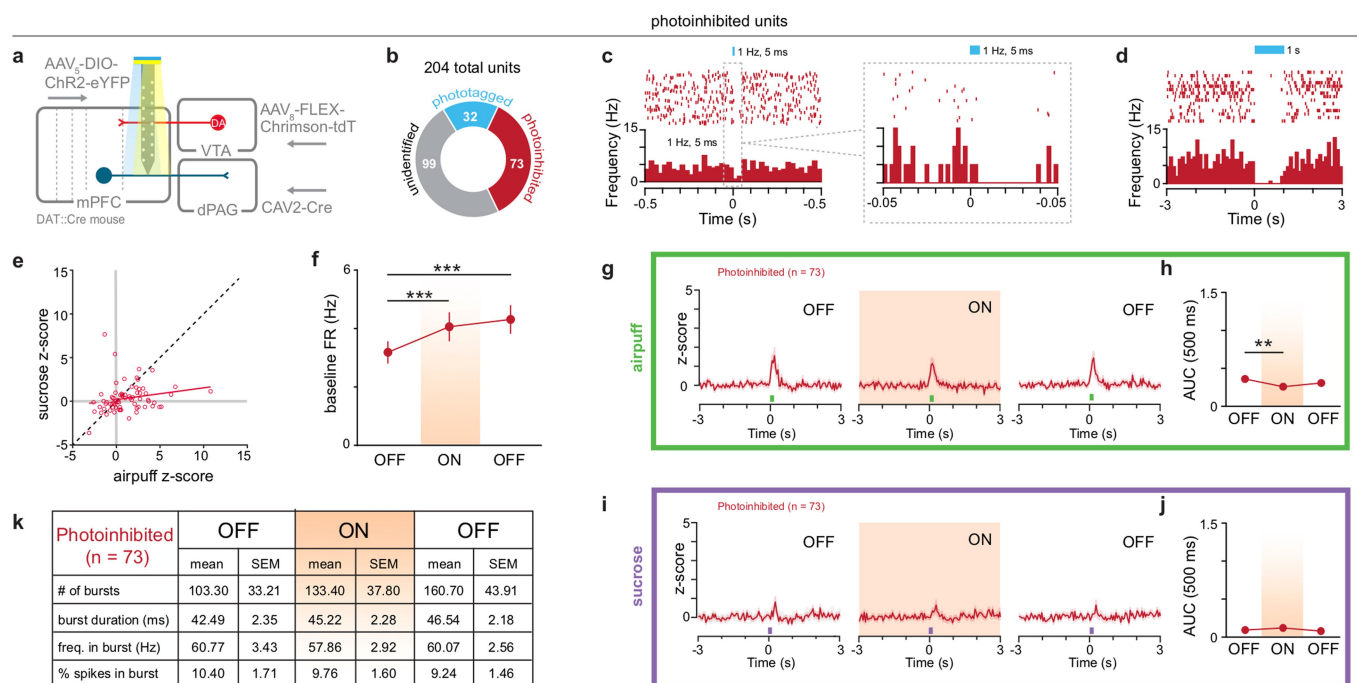 photoinhibited units
a
AAV5-DIO-
ChR2-eYFP
AAV8-FLEX-
Chrimson-tdT
DA
VTA
mPFC
dPAG
CAV2-Cre
DAT::Cre mouse
b
204 total units
phototagged
32
photoinhibited
73
unidentified
99
c
1 Hz, 5 ms
1 Hz, 5 ms
Frequency (Hz)
15
0
1 Hz, 5 ms
-0.5 0 -0.5
Time (s)
Frequency (Hz)
15
0
-0.05 0 -0.05
Time (s)
d
1 s
Frequency (Hz)
15
0
-3 0 3
Time (s)
e
sucrose z-score
15
10
5
0
-5
-5 0 5 10 15
airpuff z-score
f
baseline FR (Hz)
6
0
***
***
OFF ON OFF
g
airpuff
Photoinhibited (n = 73)
z-score
5
0
OFF
ON
OFF
-3 0 3
-3 0 3
-3 0 3
Time (s)
Time (s)
Time (s)
h
AUC (500 ms)
1.5
0
**
OFF ON OFF
i
sucrose
Photoinhibited (n = 73)
z-score
5
0
OFF
ON
OFF
-3 0 3
-3 0 3
-3 0 3
Time (s)
Time (s)
Time (s)
j
AUC (500 ms)
1.5
0
OFF ON OFF
k
Photoinhibited
(n = 73)
OFF ON OFF
mean SEM mean SEM mean SEM
# of bursts 103.30 33.21 133.40 37.80 160.70 43.91
burst duration (ms) 42.49 2.35 45.22 2.28 46.54 2.18
freq. in burst (Hz) 60.77 3.43 57.86 2.92 60.07 2.56
% spikes in burst 10.40 1.71 9.76 1.60 9.24 1.46